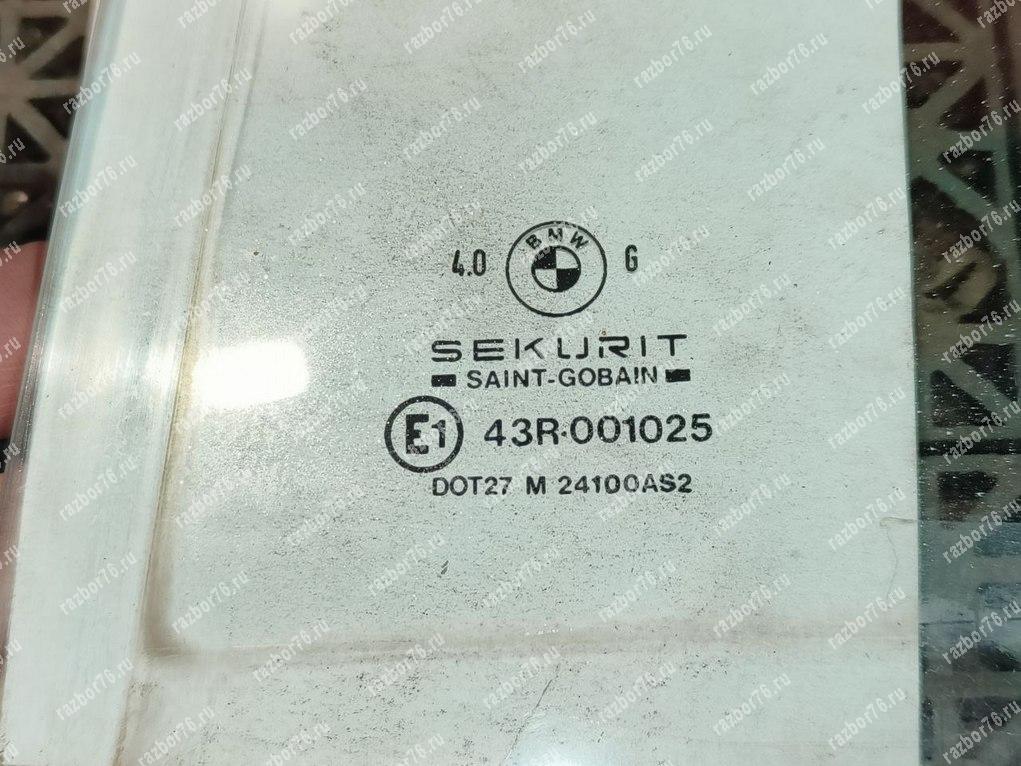 BMW
4.0 G
SEKURIT
SAINT-GOBAIN
E1 43R·001025
DOT27 M 24100AS2
razbor76.ru